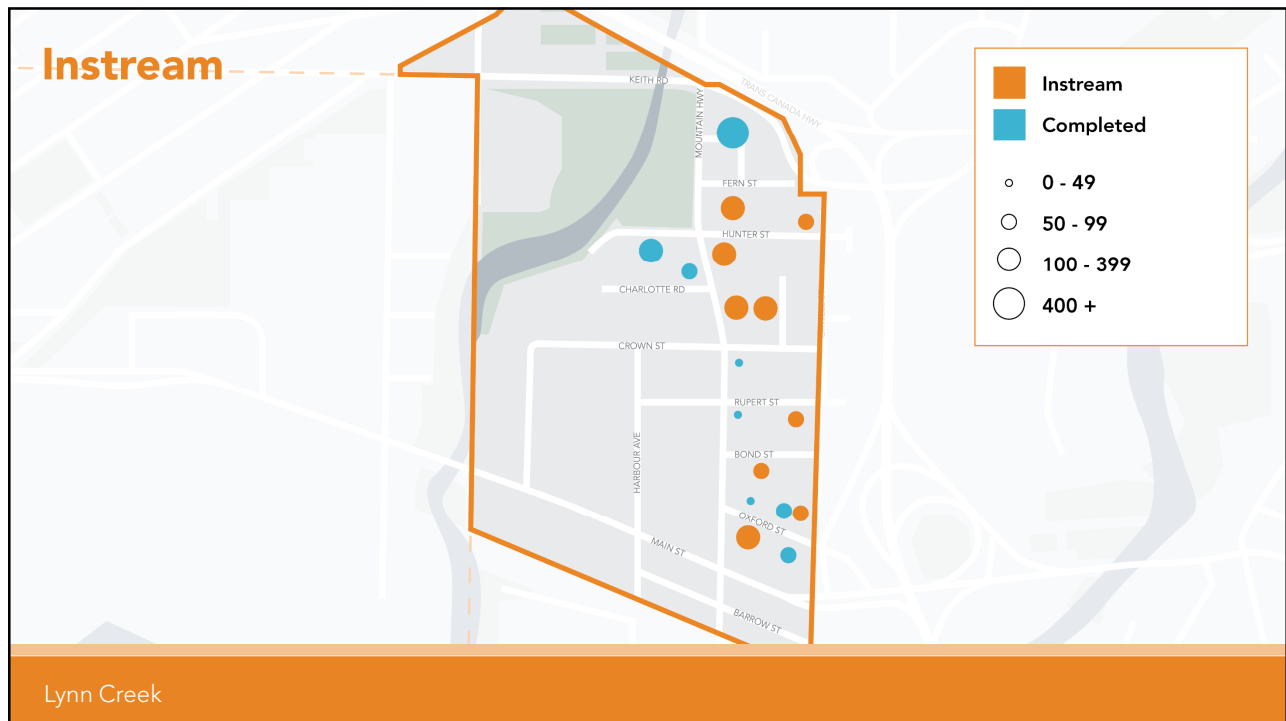 Instream
KEITH RD
TRANS CANADA HWY
MOUNTAIN HWY
FERN ST
HUNTER ST
CHARLOTTE RD
CROWN ST
RUPERT ST
HARBOUR AVE
BOND ST
OXFORD ST
MAIN ST
BARROW ST
Instream
Completed
0 - 49
50 - 99
100 - 399
400 +
Lynn Creek